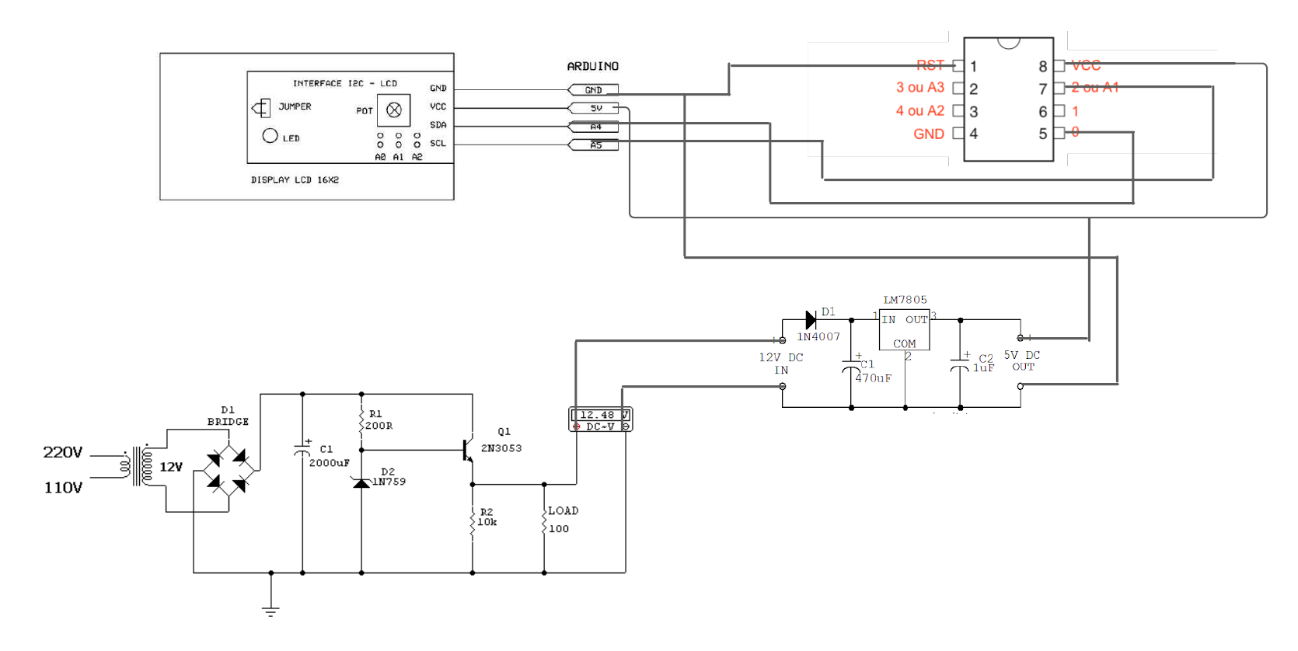 ARDUINO
INTERFACE I2C - LCD
JUMPER
POT
LED
A0 A1 A2
GND
VCC
SDA
SCL
DISPLAY LCD 16X2
GND
5V
A4
A5
RST 1
3 ou A3 2
4 ou A2 3
GND 4
8 VCC
7 2 ou A1
6 1
5 0
LM7805
D1
1N4007
1 IN OUT 3
COM
2
12V DC
IN
+
C1
470uF
+
C2
1uF
5V DC
OUT
+
+
12.48 V
DC~V
220V
110V
12V
D1
BRIDGE
+
C1
2000uF
R1
200R
D2
1N759
Q1
2N3053
R2
10k
LOAD
100